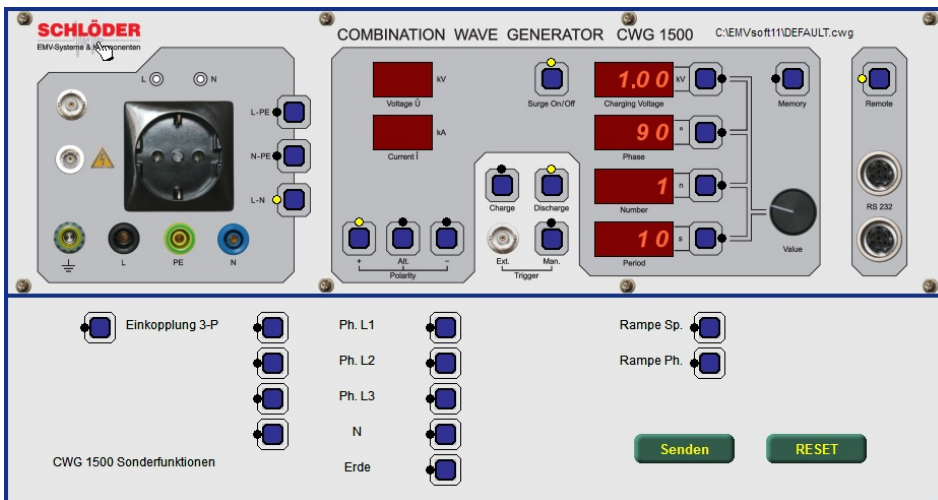 SCHLÖDER
EMV-Systeme & Komponenten
COMBINATION WAVE GENERATOR CWG 1500
C:\EMVsoft11\DEFAULT.cwg
L
N
L-PE
N-PE
L-N
L
PE
N
kV
Voltage Û
kA
Current Î
Surge On/Off
1.00 kV
Charging Voltage
90 °
Phase
1 n
Number
10 s
Period
Memory
Value
Remote
RS 232
Charge
Discharge
Ext.
Man.
Trigger
+
Alt.
−
Polarity
Einkopplung 3-P
Ph. L1
Ph. L2
Ph. L3
N
Erde
Rampe Sp.
Rampe Ph.
CWG 1500 Sonderfunktionen
Senden
RESET